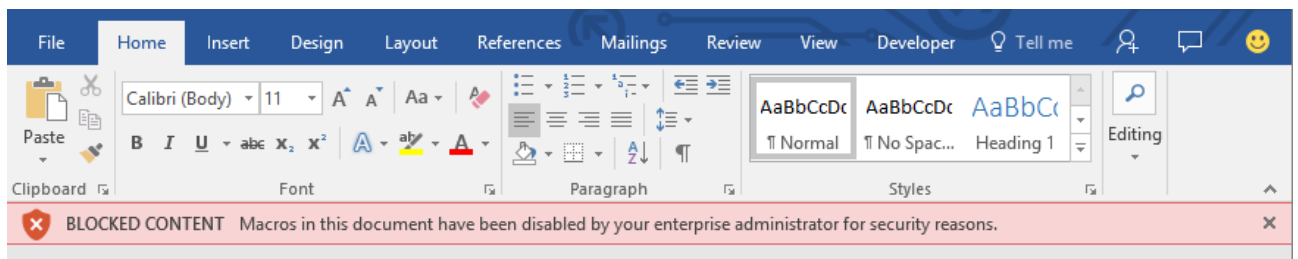 File Home Insert Design Layout References Mailings Review View Developer Tell me
Calibri (Body) 11 A A Aa
AaBbCcDc AaBbCcDc AaBbC
Paste B I U abc X₂ X² A ab A A Z ¶ ¶ Normal ¶ No Spac... Heading 1 Editing
Clipboard Font Paragraph Styles
BLOCKED CONTENT Macros in this document have been disabled by your enterprise administrator for security reasons.